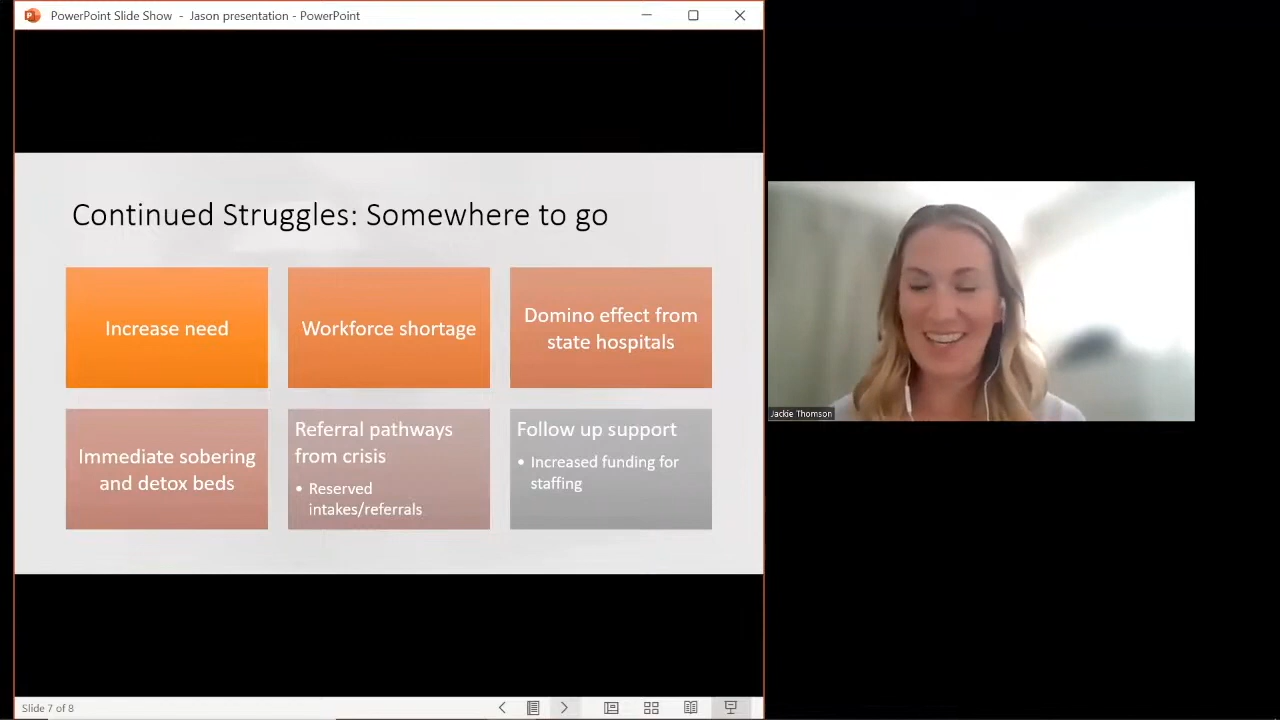 PowerPoint Slide Show - Jason presentation - PowerPoint
Continued Struggles: Somewhere to go
Increase need
Workforce shortage
Domino effect from
state hospitals
Immediate sobering
and detox beds
Referral pathways
from crisis
• Reserved
intakes/referrals
Follow up support
• Increased funding for
staffing
Jackie Thomson
Slide 7 of 8